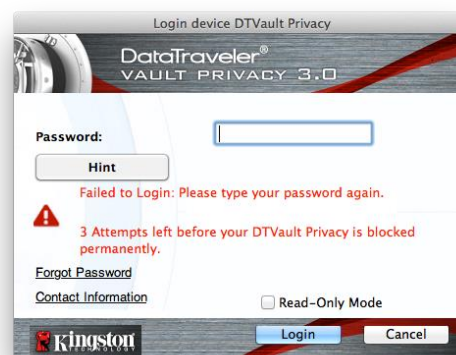 Login device DTVault Privacy
DataTraveler®
VAULT PRIVACY 3.0
Password:
Hint
Failed to Login: Please type your password again.
3 Attempts left before your DTVault Privacy is blocked
permanently.
Forgot Password
Contact Information
Read-Only Mode
Kingston
TECHNOLOGY
Login
Cancel